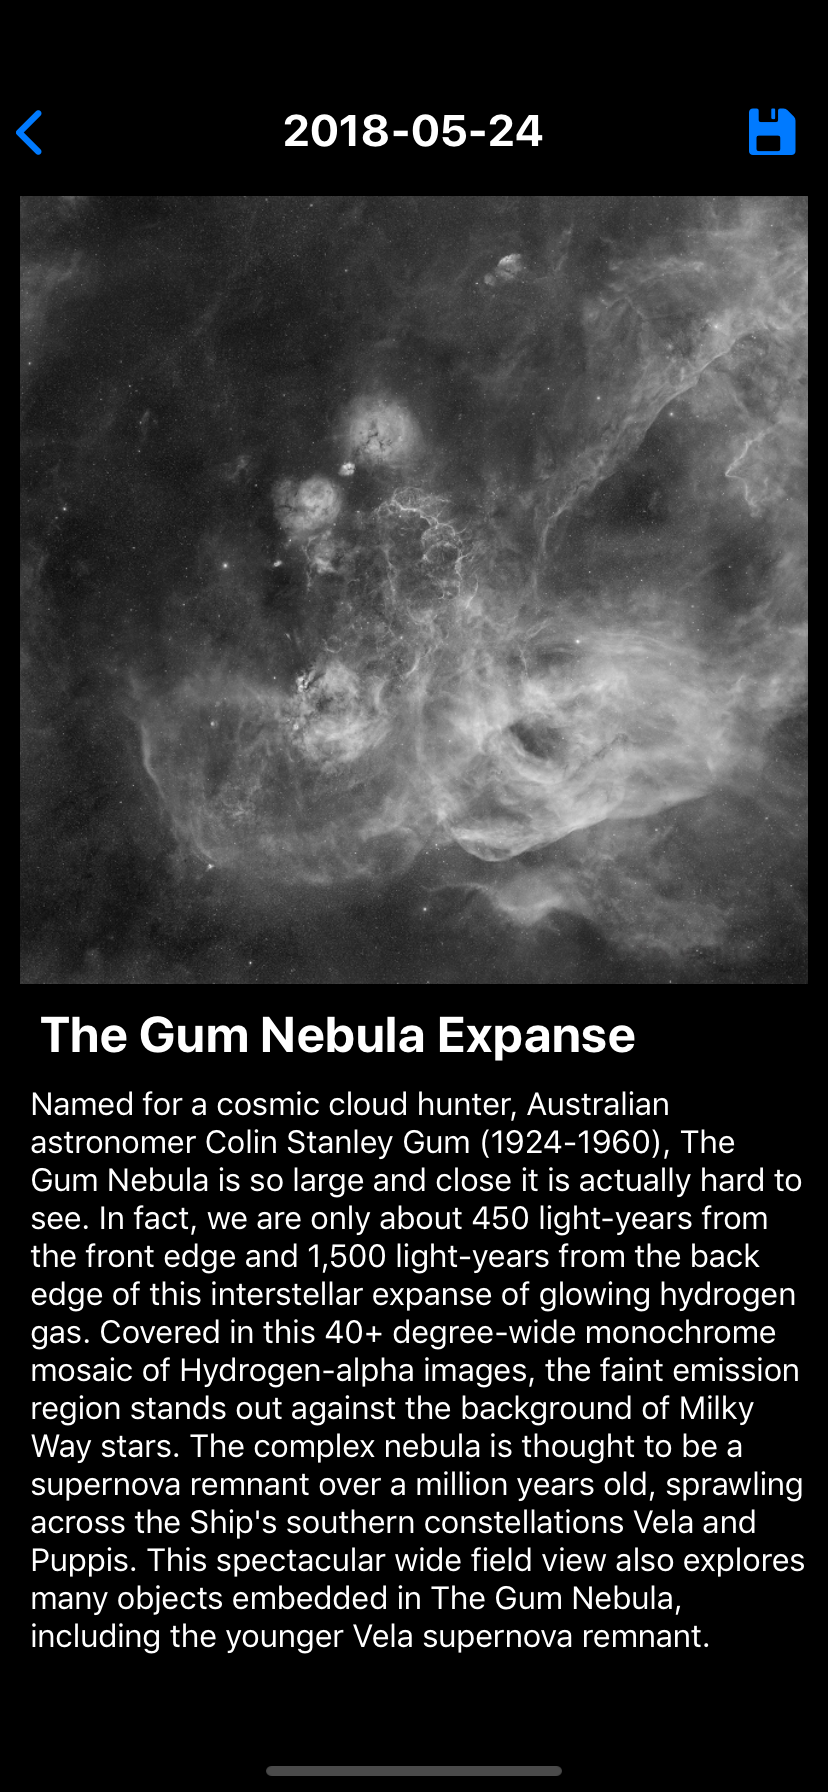 2018-05-24
The Gum Nebula Expanse
Named for a cosmic cloud hunter, Australian
astronomer Colin Stanley Gum (1924-1960), The
Gum Nebula is so large and close it is actually hard to
see. In fact, we are only about 450 light-years from
the front edge and 1,500 light-years from the back
edge of this interstellar expanse of glowing hydrogen
gas. Covered in this 40+ degree-wide monochrome
mosaic of Hydrogen-alpha images, the faint emission
region stands out against the background of Milky
Way stars. The complex nebula is thought to be a
supernova remnant over a million years old, sprawling
across the Ship's southern constellations Vela and
Puppis. This spectacular wide field view also explores
many objects embedded in The Gum Nebula,
including the younger Vela supernova remnant.